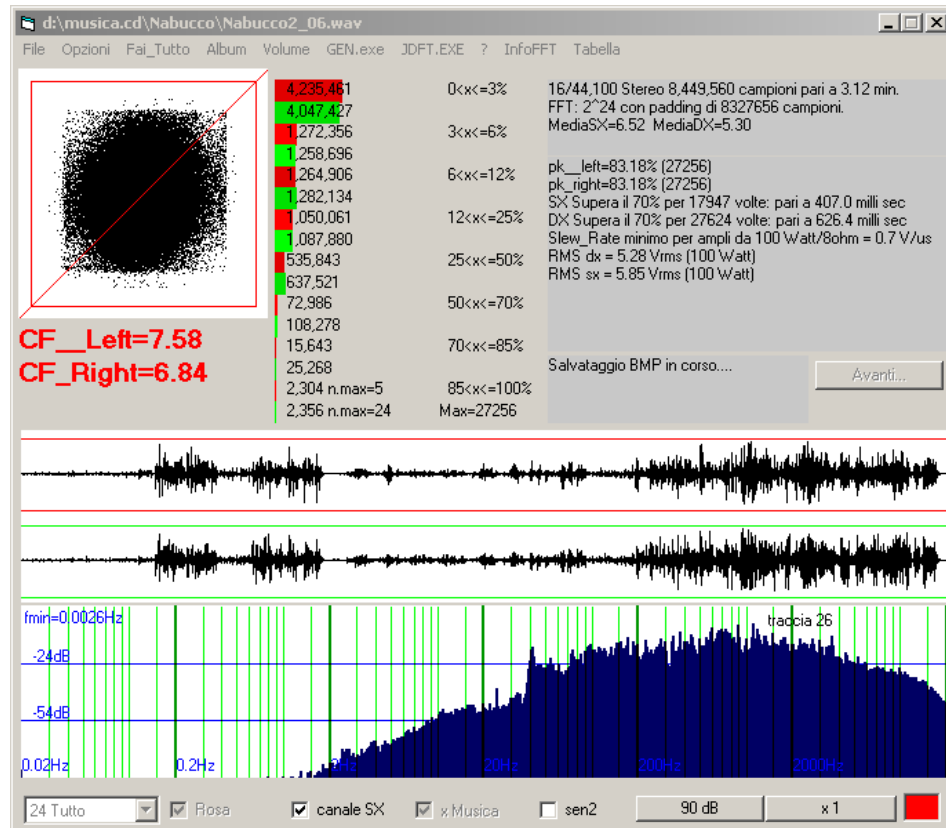 d:\musica.cd\Nabucco\Nabucco2_06.wav
File Opzioni Fai_Tutto Album Volume GEN.exe JDFT.EXE ? InfoFFT Tabella
4,235,461 0<x<=3%
4,047,427
1,272,356 3<x<=6%
1,258,696
1,264,906 6<x<=12%
1,282,134
1,050,061 12<x<=25%
1,087,880
535,843 25<x<=50%
637,521
72,986 50<x<=70%
108,278
15,643 70<x<=85%
25,268
2,304 n.max=5 85<x<=100%
2,356 n.max=24 Max=27256
CF__Left=7.58
CF_Right=6.84
16/44,100 Stereo 8,449,560 campioni pari a 3.12 min.
FFT: 2^24 con padding di 8327656 campioni.
MediaSX=6.52 MediaDX=5.30
pk__left=83.18% (27256)
pk_right=83.18% (27256)
SX Supera il 70% per 17947 volte: pari a 407.0 milli sec
DX Supera il 70% per 27624 volte: pari a 626.4 milli sec
Slew_Rate minimo per ampli da 100 Watt/8ohm = 0.7 V/us
RMS dx = 5.28 Vrms (100 Watt)
RMS sx = 5.85 Vrms (100 Watt)
Salvataggio BMP in corso....
Avanti...
fmin=0.0026Hz
traccia 26
-24dB
-54dB
0.02Hz 0.2Hz 2Hz 20Hz 200Hz 2000Hz
24 Tutto Rosa canale SX x Musica sen2 90 dB x 1